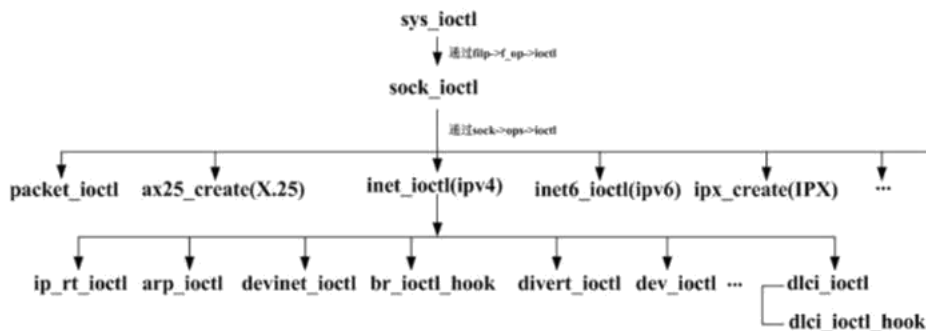 sys_ioctl
通过filp->f_op->ioctl
sock_ioctl
通过sock->ops->ioctl
packet_ioctl ax25_create(X.25) inet_ioctl(ipv4) inet6_ioctl(ipv6) ipx_create(IPX) ...
ip_rt_ioctl arp_ioctl devinet_ioctl br_ioctl_hook divert_ioctl dev_ioctl ... dlci_ioctl
dlci_ioctl_hook